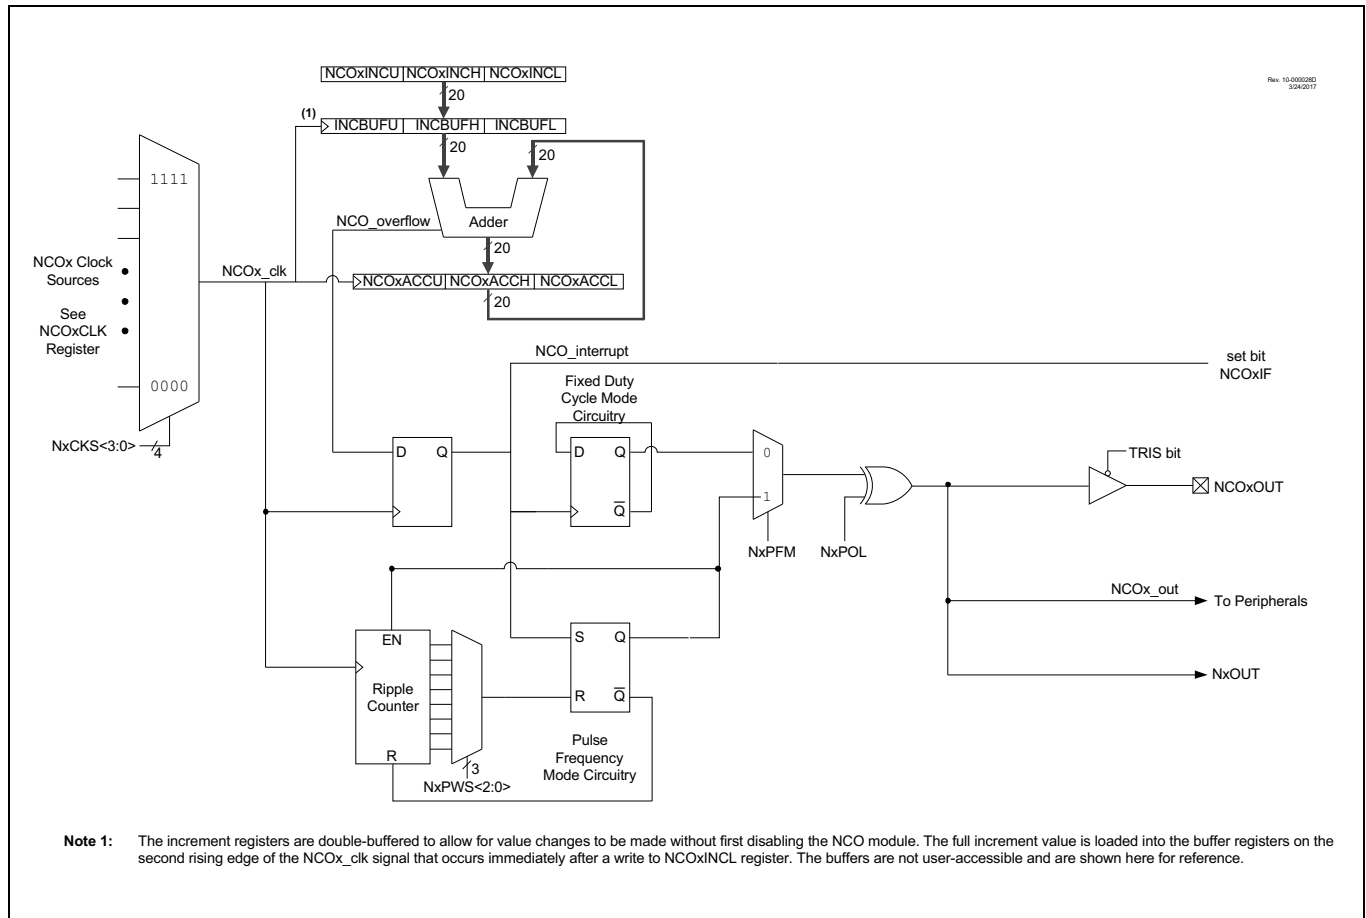 NCOxINCU NCOxINCH NCOxINCL
Rev. 10-000028D
3/24/2017
20
(1)
INCBUFU INCBUFH INCBUFL
20
20
1111
Adder
NCO_overflow
20
NCOx Clock
Sources
See
NCOxCLK
Register
NCOx_clk
NCOxACCU NCOxACCH NCOxACCL
20
0000
NxCKS<3:0>
4
NCO_interrupt
set bit
NCOxIF
Fixed Duty
Cycle Mode
Circuitry
D Q
D Q
Q
0
1
NxPFM
NxPOL
TRIS bit
NCOxOUT
NCOx_out
To Peripherals
NxOUT
EN
Ripple
Counter
R
3
NxPWS<2:0>
S Q
R Q
Pulse
Frequency
Mode Circuitry
Note 1: The increment registers are double-buffered to allow for value changes to be made without first disabling the NCO module. The full increment value is loaded into the buffer registers on the
second rising edge of the NCOx_clk signal that occurs immediately after a write to NCOxINCL register. The buffers are not user-accessible and are shown here for reference.